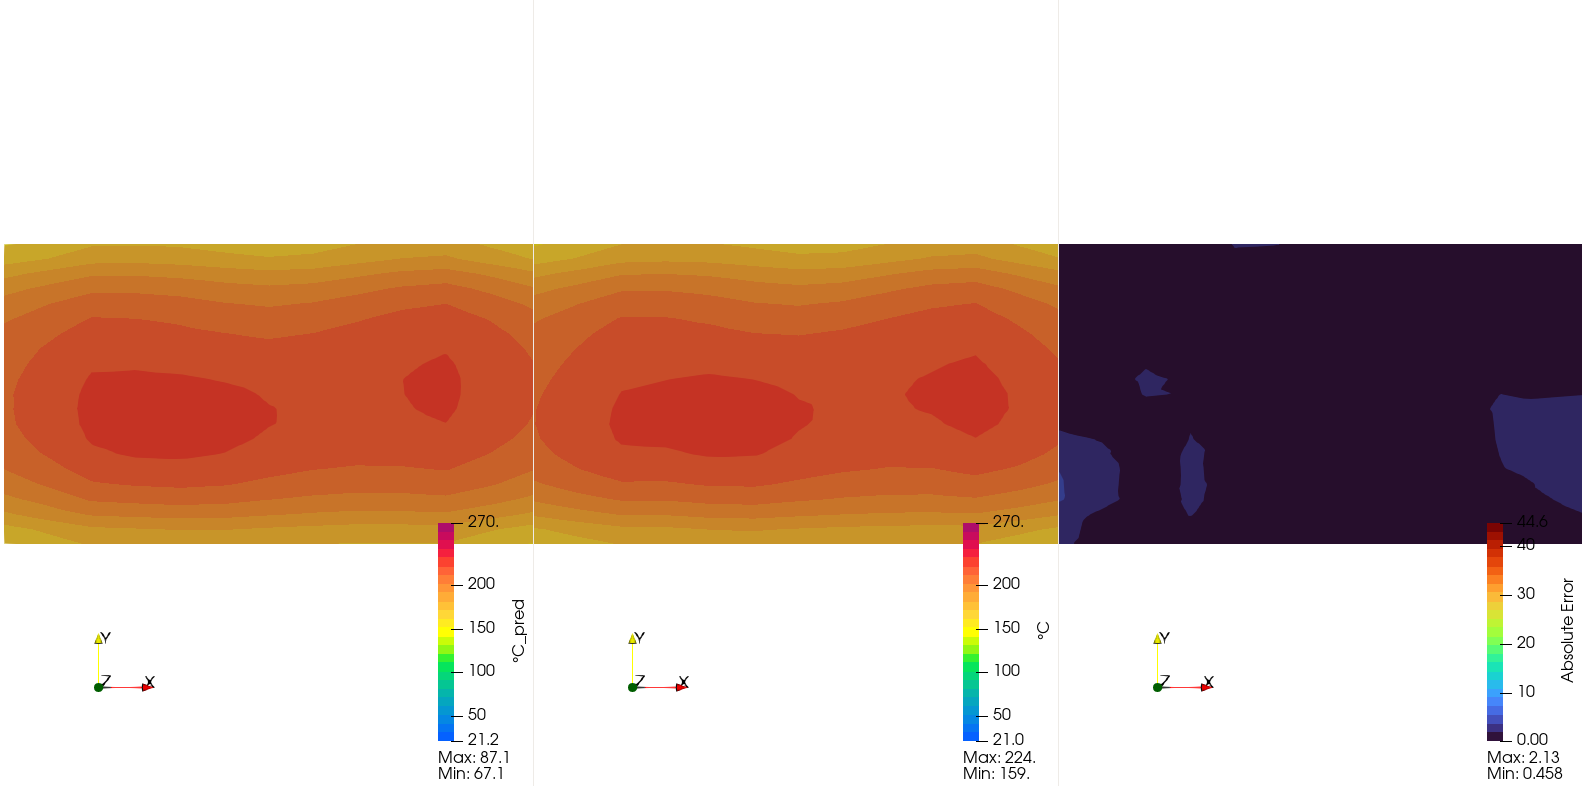 270.
200
150
100
50
21.2
°C_pred
Max: 87.1
Min: 67.1
Y
Z
X
270.
200
150
100
50
21.0
°C
Max: 224.
Min: 159.
Y
Z
X
44.6
40
30
20
10
0.00
Absolute Error
Max: 2.13
Min: 0.458
Y
Z
X